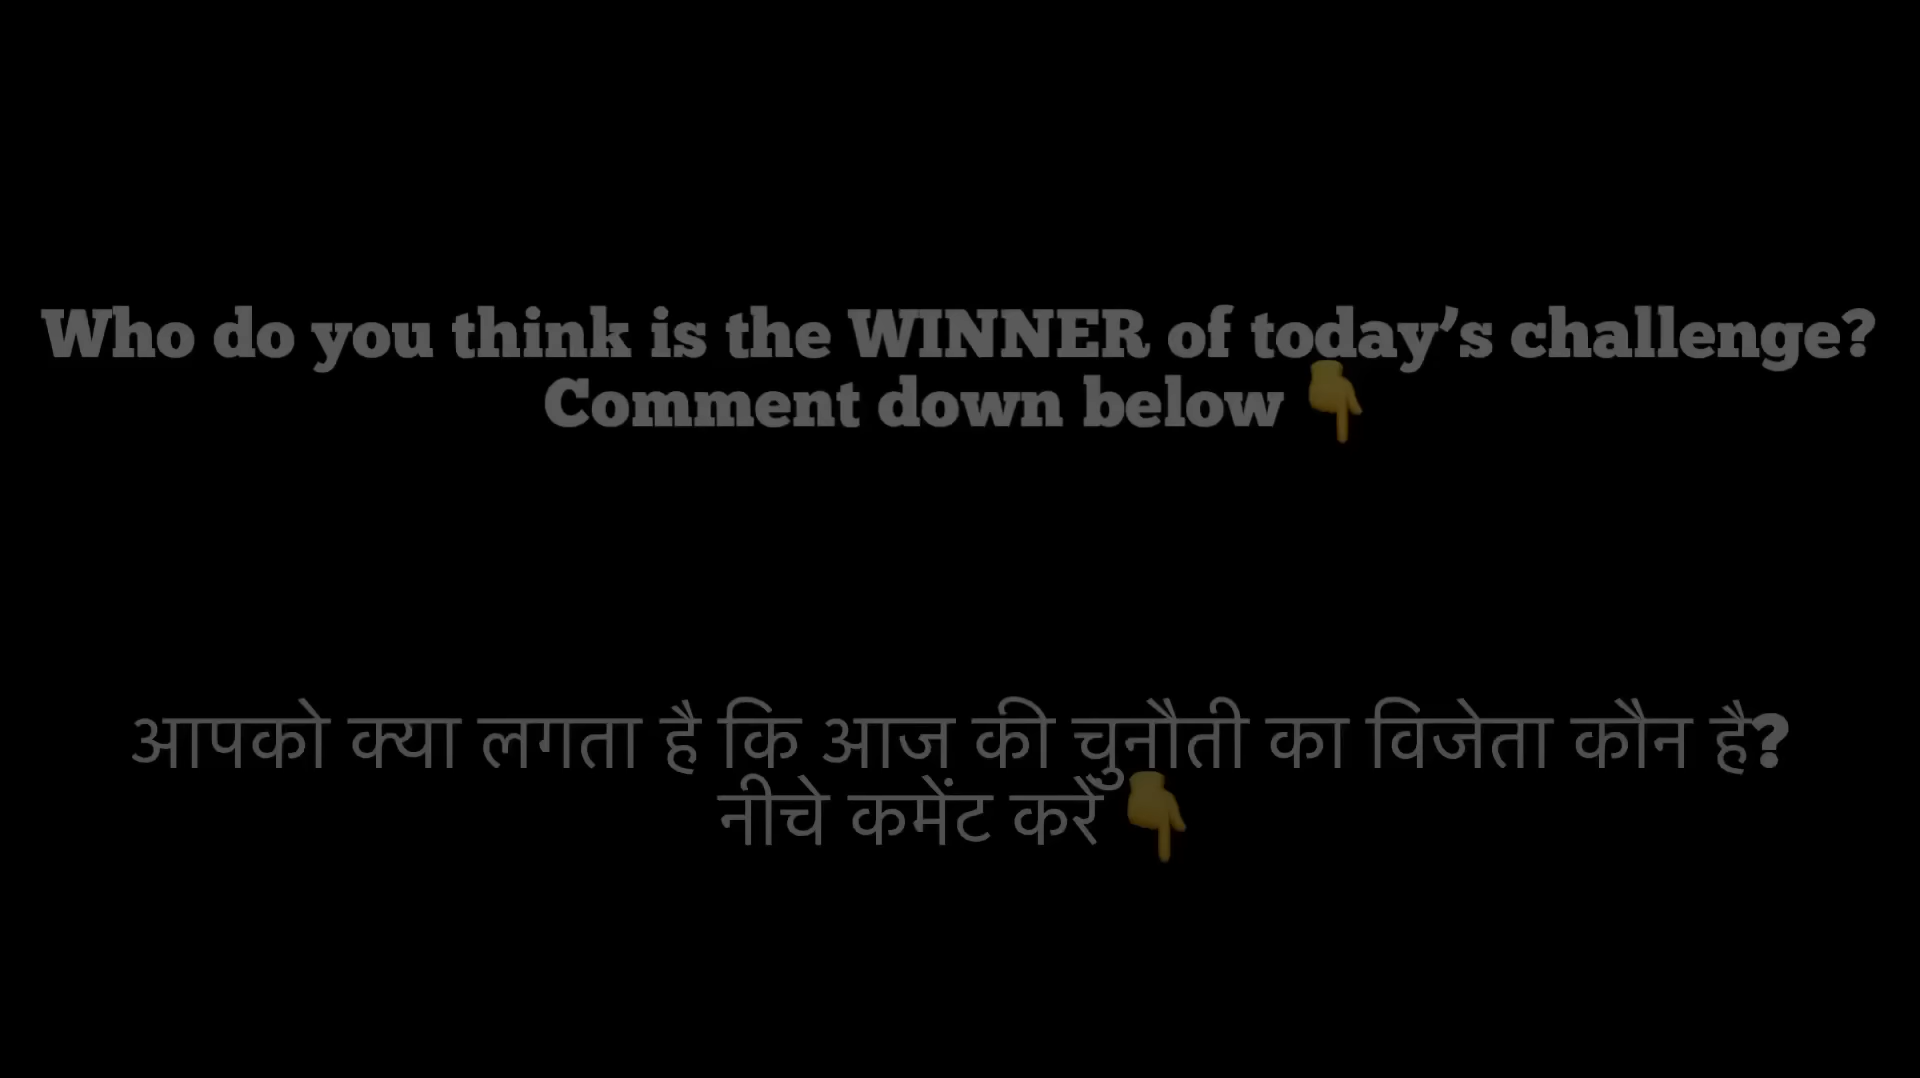 Who do you think is the WINNER of today’s challenge?
Comment down below 👇
आपको क्या लगता है कि आज की चुनौती का विजेता कौन है?
नीचे कमेंट करें 👇